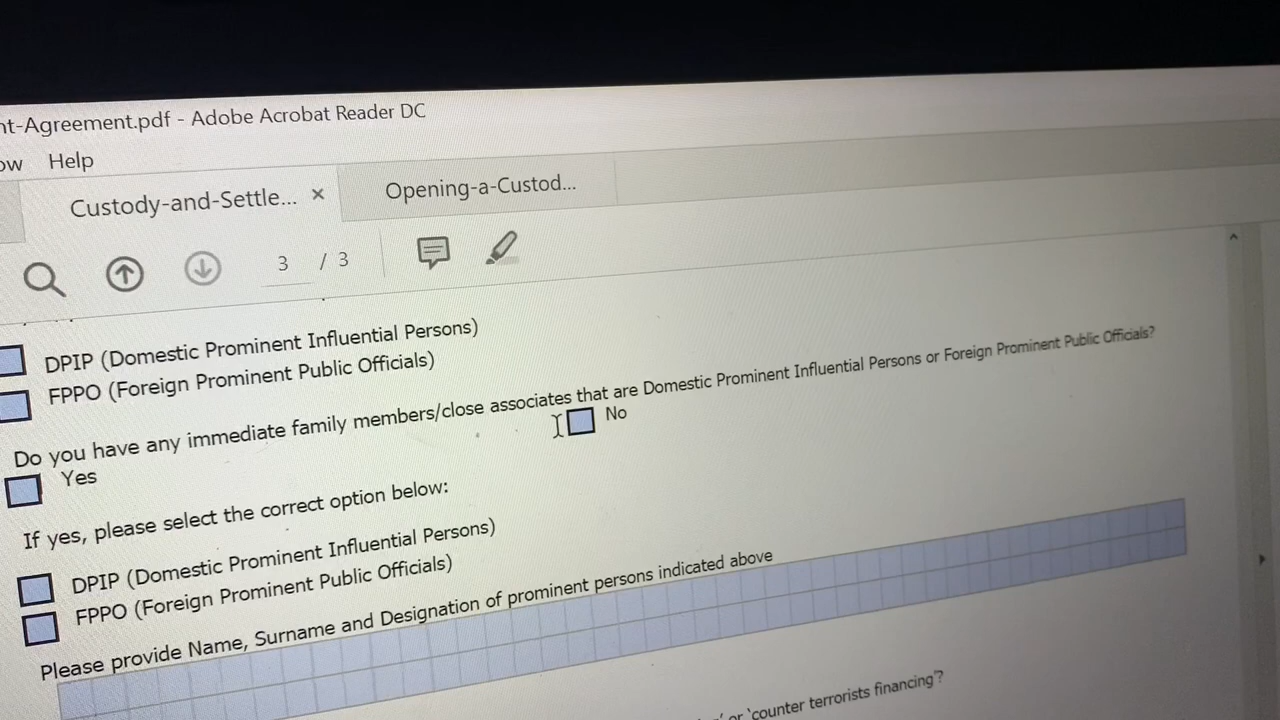 nt-Agreement.pdf - Adobe Acrobat Reader DC
ow Help
Custody-and-Settle... × Opening-a-Custod...
3 / 3
DPIP (Domestic Prominent Influential Persons)
FPPO (Foreign Prominent Public Officials)
Do you have any immediate family members/close associates that are Domestic Prominent Influential Persons or Foreign Prominent Public Officials?
Yes No
If yes, please select the correct option below:
DPIP (Domestic Prominent Influential Persons)
FPPO (Foreign Prominent Public Officials)
Please provide Name, Surname and Designation of prominent persons indicated above
or 'counter terrorists financing'?